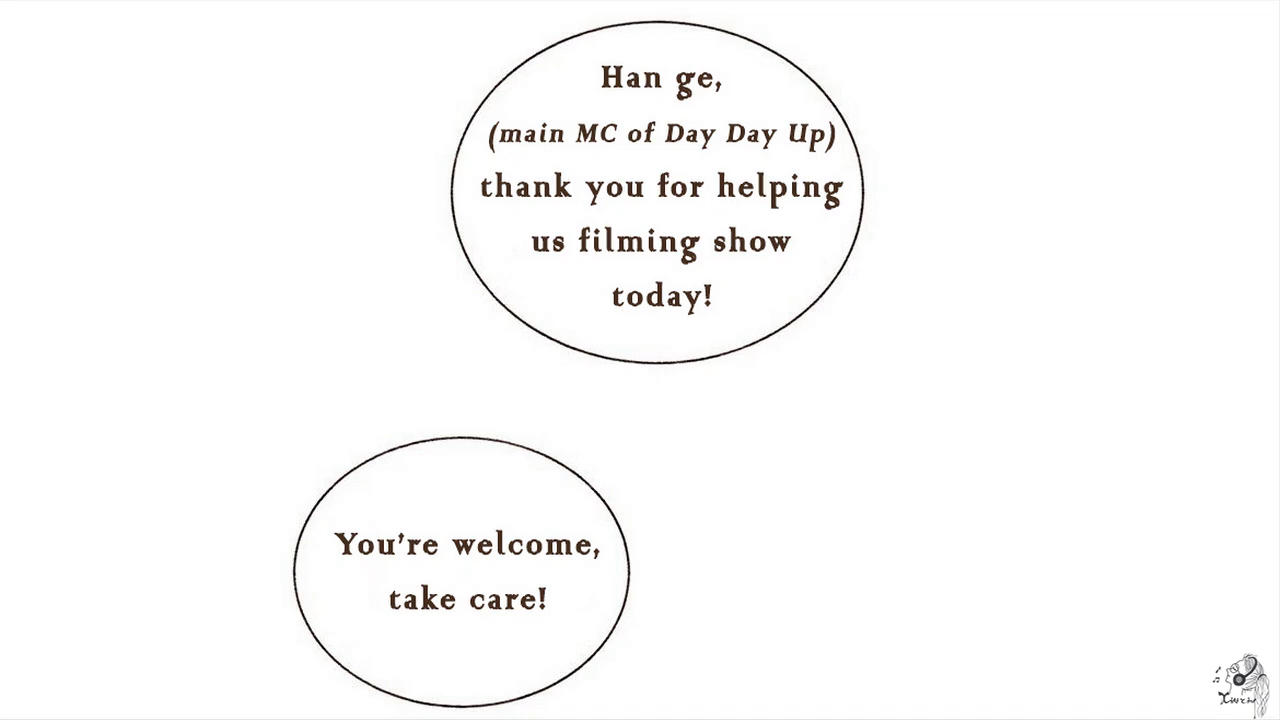 Han ge,
(main MC of Day Day Up)
thank you for helping
us filming show
today!
You're welcome,
take care!